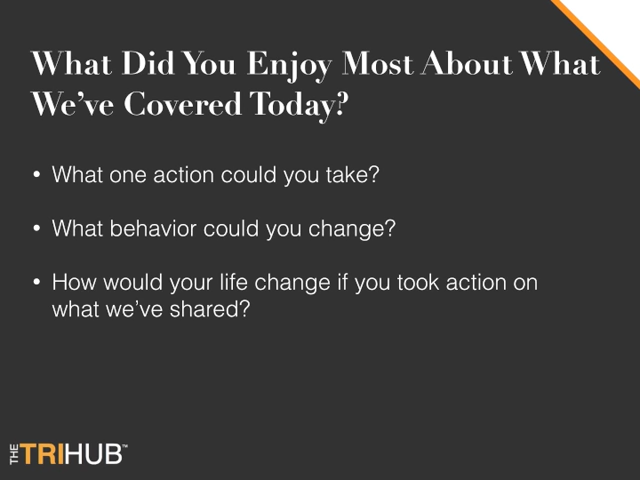 What Did You Enjoy Most About What
We’ve Covered Today?
• What one action could you take?
• What behavior could you change?
• How would your life change if you took action on
what we’ve shared?
THE TRIHUB™